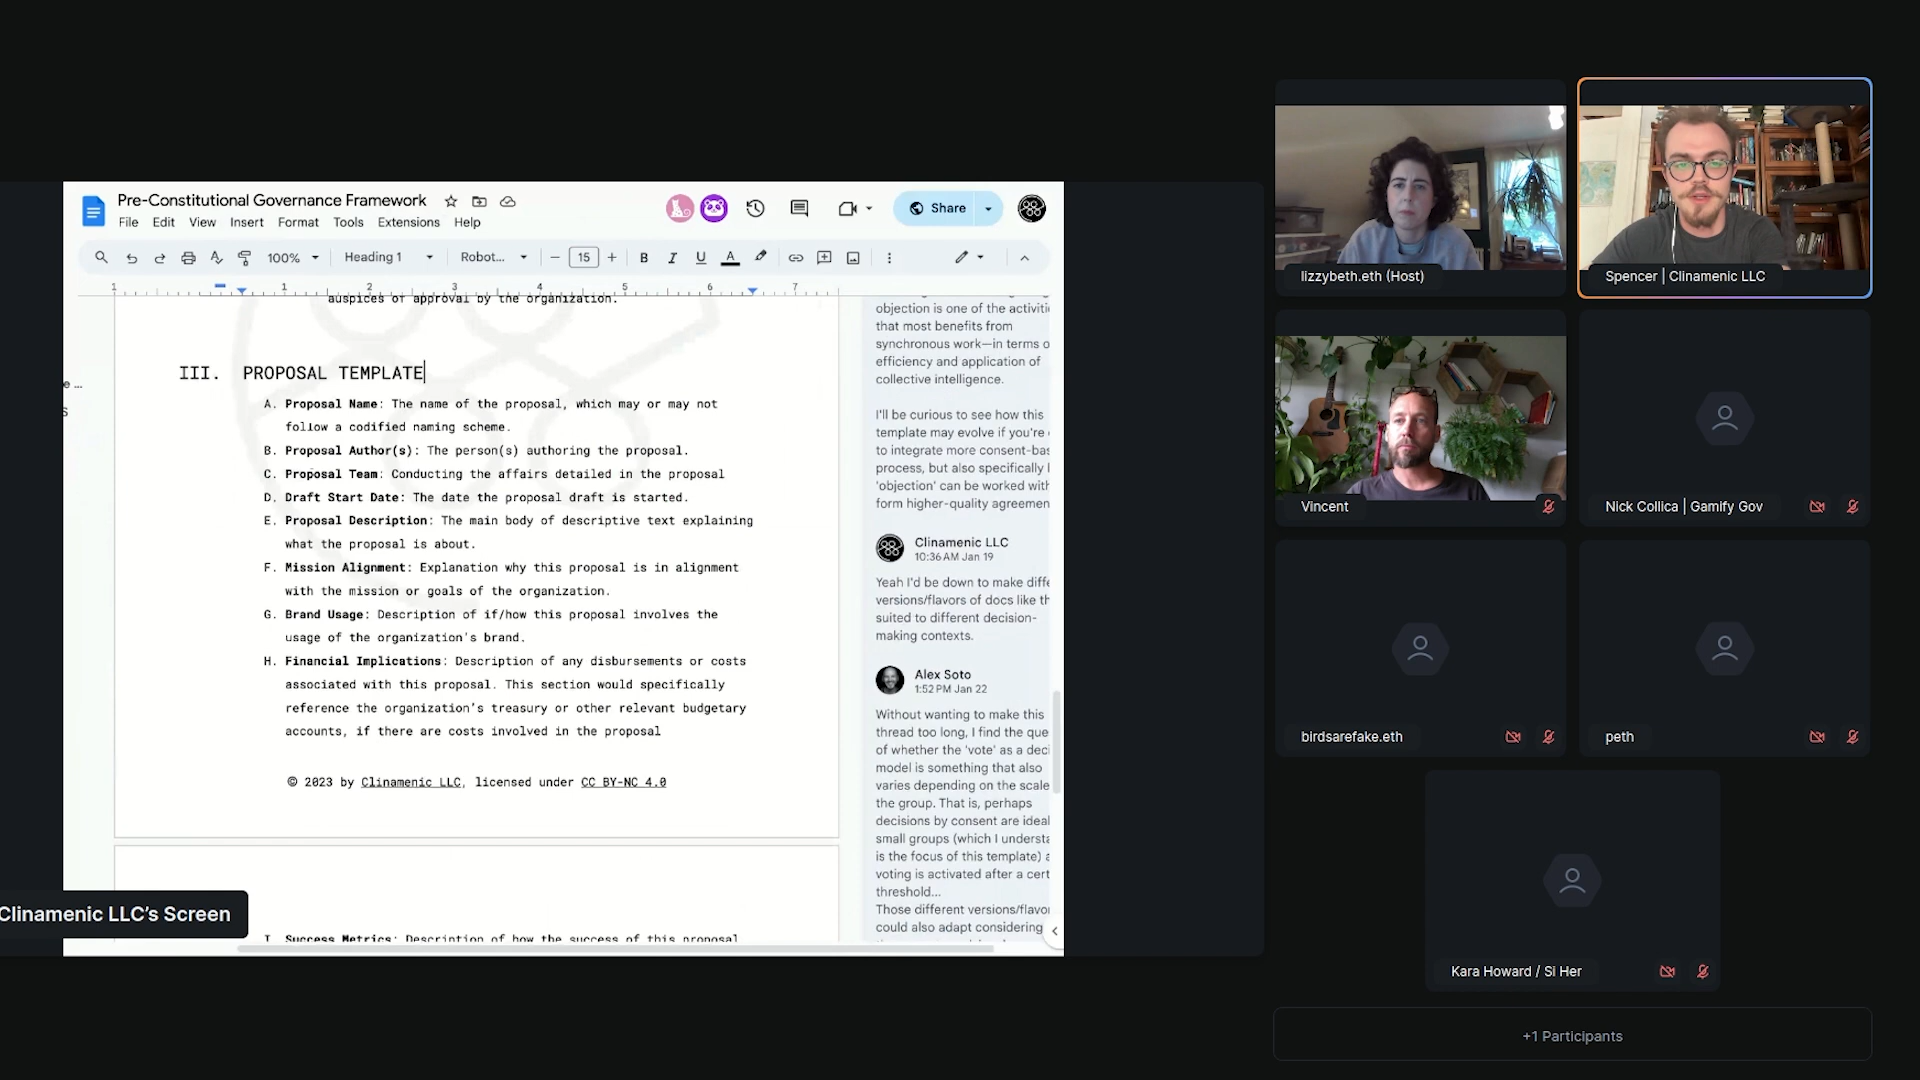 Pre-Constitutional Governance Framework
File Edit View Insert Format Tools Extensions Help
Share
100% Heading 1 Robot... 15 B I U A
1 1 2 3 4 5 6 7
auspices of approval by the organization.
III. PROPOSAL TEMPLATE
A. Proposal Name: The name of the proposal, which may or may not
follow a codified naming scheme.
B. Proposal Author(s): The person(s) authoring the proposal.
C. Proposal Team: Conducting the affairs detailed in the proposal
D. Draft Start Date: The date the proposal draft is started.
E. Proposal Description: The main body of descriptive text explaining
what the proposal is about.
F. Mission Alignment: Explanation why this proposal is in alignment
with the mission or goals of the organization.
G. Brand Usage: Description of if/how this proposal involves the
usage of the organization's brand.
H. Financial Implications: Description of any disbursements or costs
associated with this proposal. This section would specifically
reference the organization's treasury or other relevant budgetary
accounts, if there are costs involved in the proposal
© 2023 by Clinamenic LLC, licensed under CC BY-NC 4.0
I. Success Metrics: Description of how the success of this proposal
e ...
s
objection is one of the activiti
that most benefits from
synchronous work—in terms o
efficiency and application of
collective intelligence.
I'll be curious to see how this
template may evolve if you're
to integrate more consent-bas
process, but also specifically
'objection' can be worked with
form higher-quality agreemen
Clinamenic LLC
10:36 AM Jan 19
Yeah I'd be down to make diffe
versions/flavors of docs like th
suited to different decision-
making contexts.
Alex Soto
1:52 PM Jan 22
Without wanting to make this
thread too long, I find the que
of whether the 'vote' as a deci
model is something that also
varies depending on the scale
the group. That is, perhaps
decisions by consent are ideal
small groups (which I understa
is the focus of this template) a
voting is activated after a cert
threshold...
Those different versions/flavor
could also adapt considering
Clinamenic LLC's Screen
lizzybeth.eth (Host)
Spencer | Clinamenic LLC
Vincent
Nick Collica | Gamify Gov
birdsarefake.eth
peth
Kara Howard / Si Her
+1 Participants